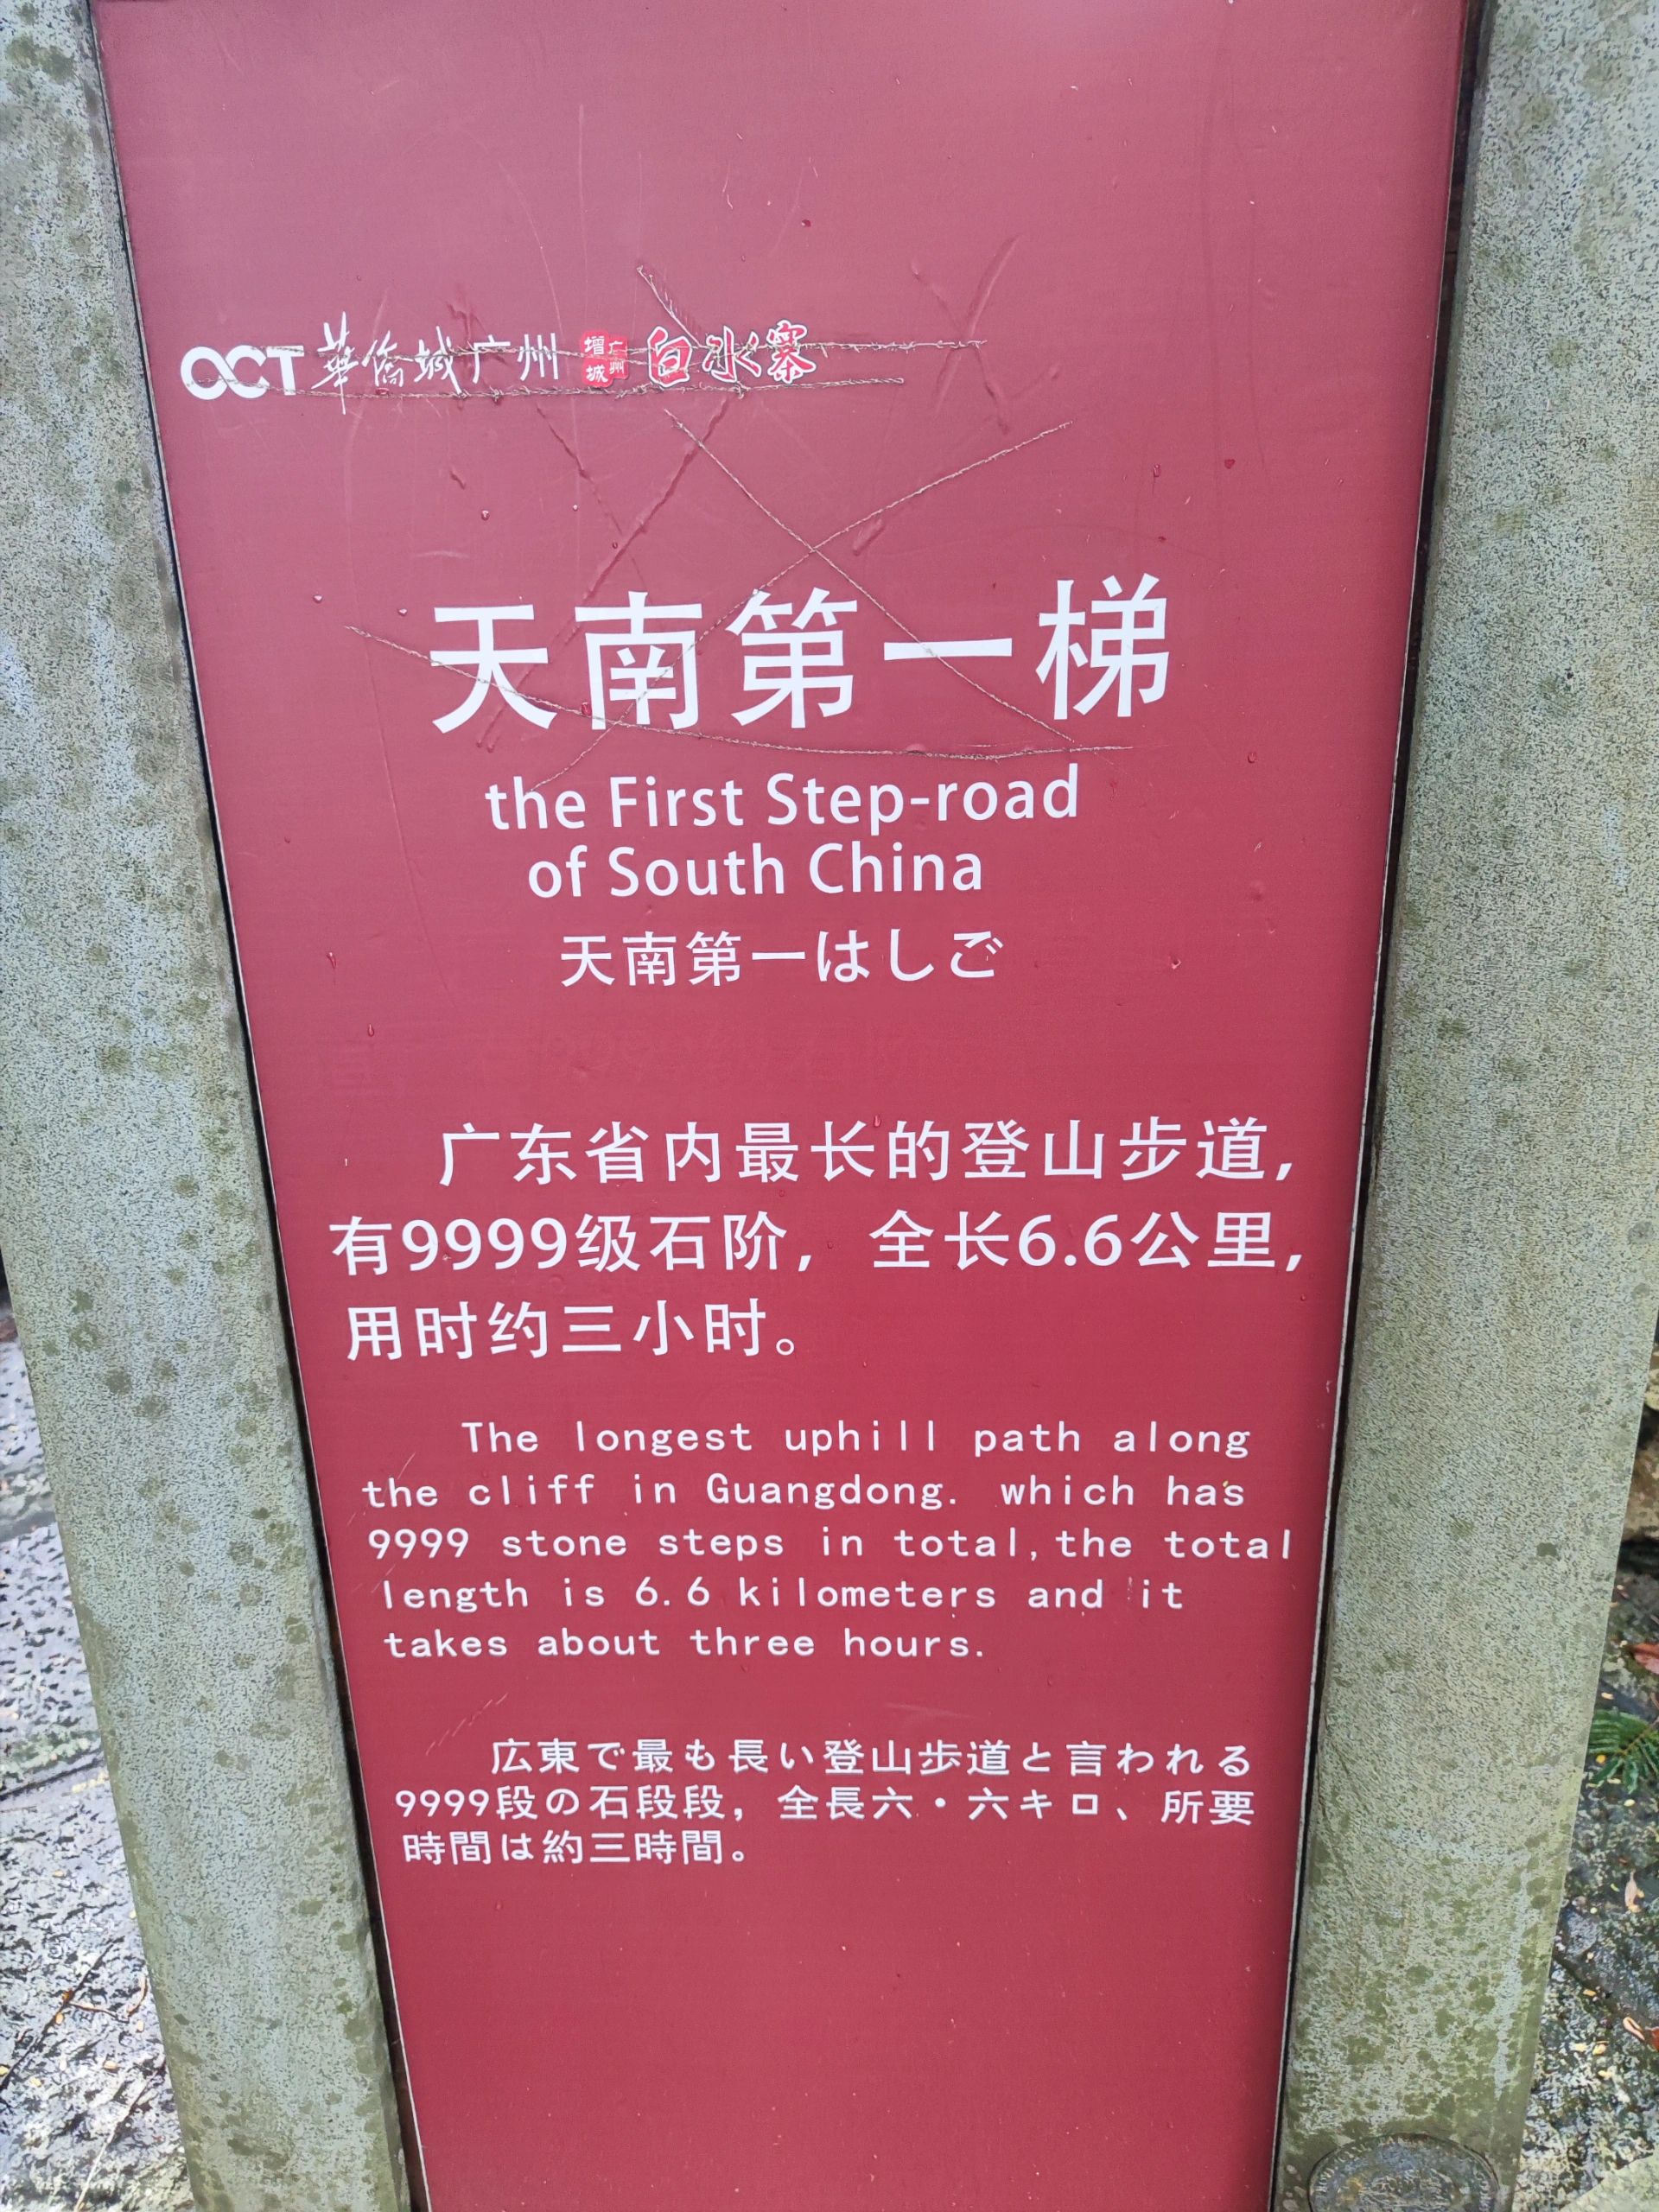 OCT 華僑城 广州 增城 广州 白水寨
天南第一梯
the First Step-road
of South China
天南第一はしご
广东省内最长的登山步道,
有9999级石阶, 全长6.6公里,
用时约三小时。
The longest uphill path along
the cliff in Guangdong. which has
9999 stone steps in total,the total
length is 6.6 kilometers and it
takes about three hours.
広東で最も長い登山歩道と言われる
9999段の石段段, 全長六・六キロ、所要
時間は約三時間。